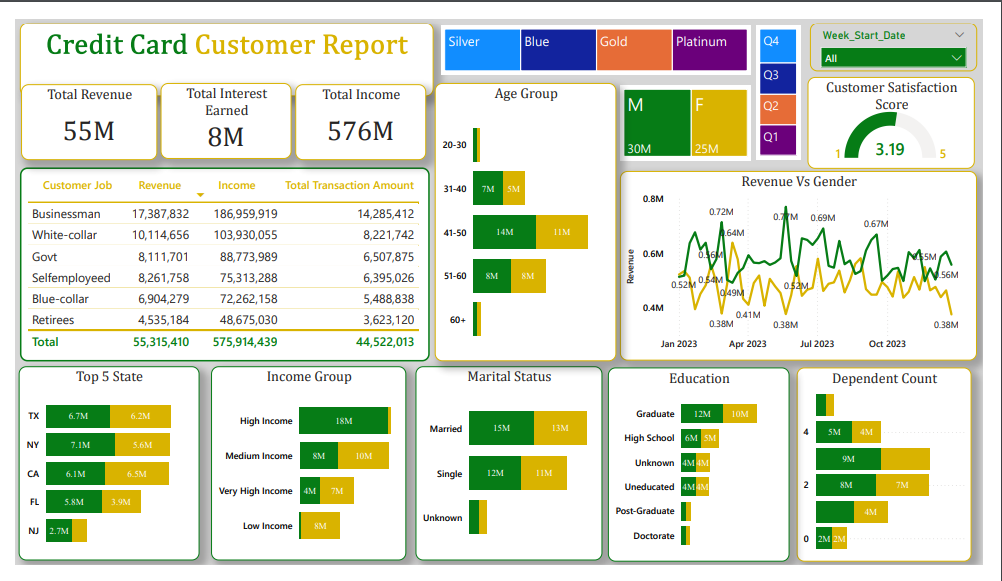 Credit Card Customer Report
Silver
Blue
Gold
Platinum
Q4
Q3
Q2
Q1
Week_Start_Date
All
Total Revenue
55M
Total Interest
Earned
8M
Total Income
576M
Age Group
20-30
31-40
7M
5M
41-50
14M
11M
51-60
8M
8M
60+
M
30M
F
25M
Customer Satisfaction
Score
1
3.19
5
Customer Job Revenue Income Total Transaction Amount
Businessman 17,387,832 186,959,919 14,285,412
White-collar 10,114,656 103,930,055 8,221,742
Govt 8,111,701 88,773,989 6,507,875
Selfemployeed 8,261,758 75,313,288 6,395,026
Blue-collar 6,904,279 72,262,158 5,488,838
Retirees 4,535,184 48,675,030 3,623,120
Total 55,315,410 575,914,439 44,522,013
Revenue Vs Gender
Revenue
0.8M
0.6M
0.4M
0.72M
0.77M
0.69M
0.67M
0.64M
0.56M
0.55M
0.52M
0.54M
0.52M
0.56M
0.49M
0.41M
0.38M
0.38M
0.38M
Jan 2023
Apr 2023
Jul 2023
Oct 2023
Top 5 State
TX
6.7M
6.2M
NY
7.1M
5.6M
CA
6.1M
6.5M
FL
5.8M
3.9M
NJ
2.7M
Income Group
High Income
18M
Medium Income
8M
10M
Very High Income
4M
7M
Low Income
8M
Marital Status
Married
15M
13M
Single
12M
11M
Unknown
Education
Graduate
12M
10M
High School
6M
5M
Unknown
4M
4M
Uneducated
4M
4M
Post-Graduate
Doctorate
Dependent Count
4
5M
4M
9M
2
8M
7M
4M
0
2M
2M